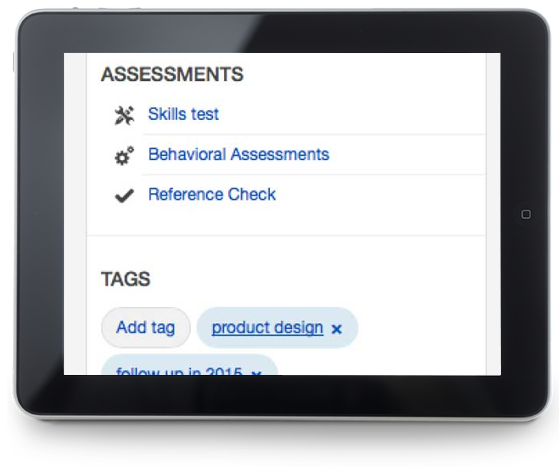 ASSESSMENTS
Skills test
Behavioral Assessments
Reference Check
TAGS
Add tag product design ×
follow up in 2015 ×